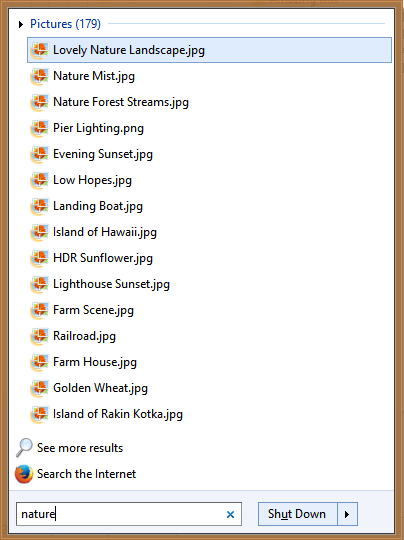 Pictures (179)
Lovely Nature Landscape.jpg
Nature Mist.jpg
Nature Forest Streams.jpg
Pier Lighting.png
Evening Sunset.jpg
Low Hopes.jpg
Landing Boat.jpg
Island of Hawaii.jpg
HDR Sunflower.jpg
Lighthouse Sunset.jpg
Farm Scene.jpg
Railroad.jpg
Farm House.jpg
Golden Wheat.jpg
Island of Rakin Kotka.jpg
See more results
Search the Internet
nature Shut Down